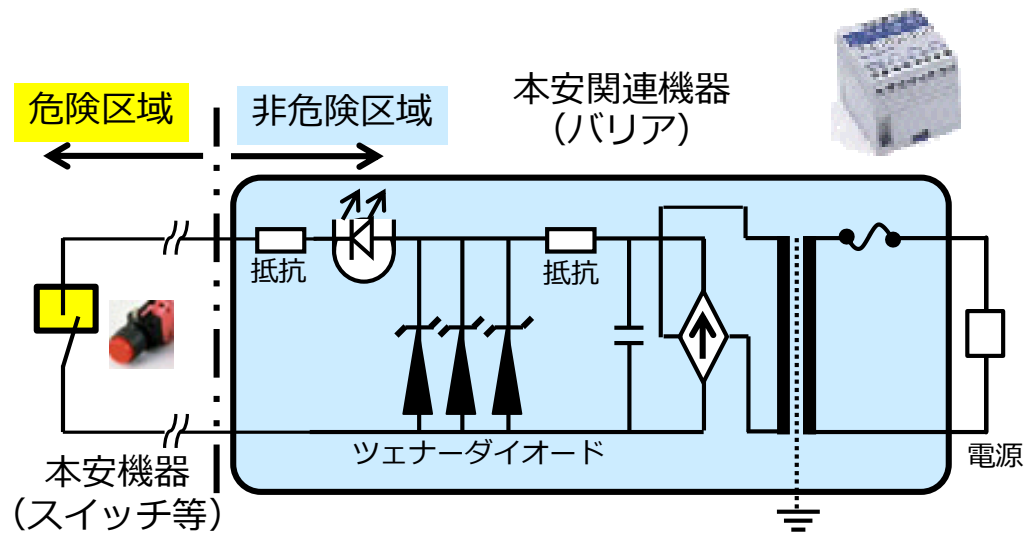 危険区域
非危険区域
本安関連機器
（バリア）
抵抗
抵抗
ツェナーダイオード
電源
本安機器
（スイッチ等）